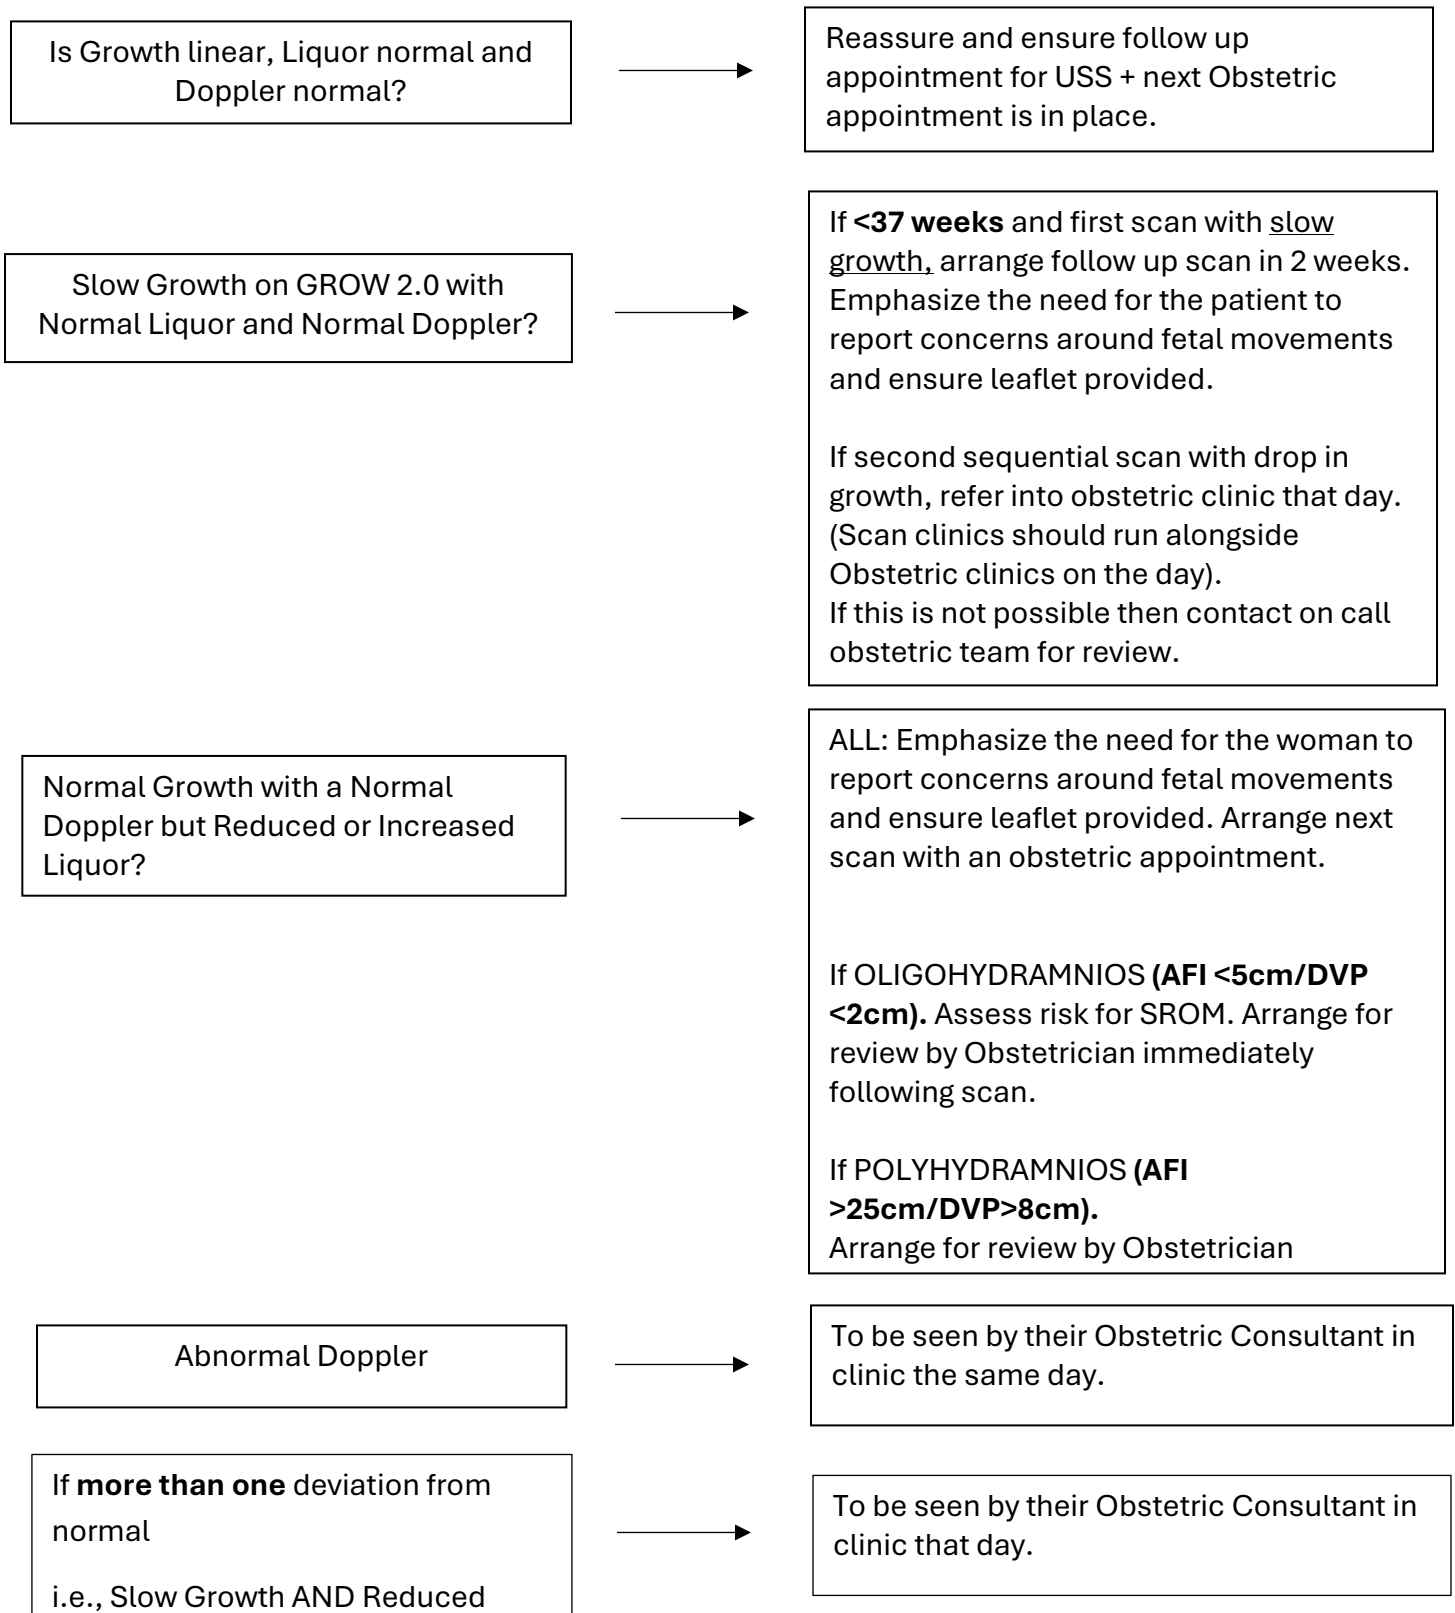 Is Growth linear, Liquor normal and
Doppler normal?
Reassure and ensure follow up
appointment for USS + next Obstetric
appointment is in place.
Slow Growth on GROW 2.0 with
Normal Liquor and Normal Doppler?
If <37 weeks and first scan with slow
growth, arrange follow up scan in 2 weeks.
Emphasize the need for the patient to
report concerns around fetal movements
and ensure leaflet provided.
If second sequential scan with drop in
growth, refer into obstetric clinic that day.
(Scan clinics should run alongside
Obstetric clinics on the day).
If this is not possible then contact on call
obstetric team for review.
Normal Growth with a Normal
Doppler but Reduced or Increased
Liquor?
ALL: Emphasize the need for the woman to
report concerns around fetal movements
and ensure leaflet provided. Arrange next
scan with an obstetric appointment.
If OLIGOHYDRAMNIOS (AFI <5cm/DVP
<2cm). Assess risk for SROM. Arrange for
review by Obstetrician immediately
following scan.
If POLYHYDRAMNIOS (AFI
>25cm/DVP>8cm).
Arrange for review by Obstetrician
Abnormal Doppler
To be seen by their Obstetric Consultant in
clinic the same day.
If more than one deviation from
normal
i.e., Slow Growth AND Reduced
To be seen by their Obstetric Consultant in
clinic that day.